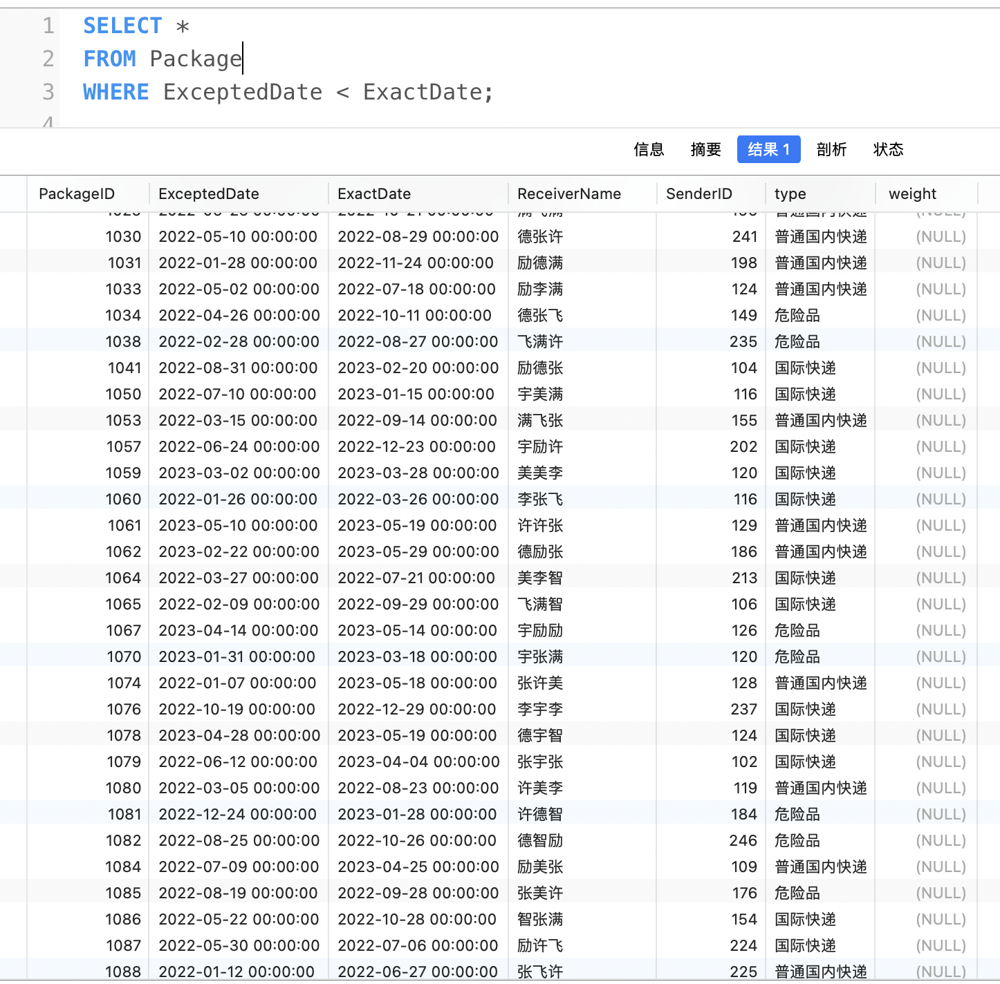 1 SELECT *
2 FROM Package
3 WHERE ExceptedDate < ExactDate;
4
信息 摘要 结果 1 剖析 状态
PackageID ExceptedDate ExactDate ReceiverName SenderID type weight
普通国内快递 (NULL)
1030 2022-05-10 00:00:00 2022-08-29 00:00:00 德张许 241 普通国内快递 (NULL)
1031 2022-01-28 00:00:00 2022-11-24 00:00:00 励德满 198 普通国内快递 (NULL)
1033 2022-05-02 00:00:00 2022-07-18 00:00:00 励李满 124 普通国内快递 (NULL)
1034 2022-04-26 00:00:00 2022-10-11 00:00:00 德张飞 149 危险品 (NULL)
1038 2022-02-28 00:00:00 2022-08-27 00:00:00 飞满许 235 危险品 (NULL)
1041 2022-08-31 00:00:00 2023-02-20 00:00:00 励德张 104 国际快递 (NULL)
1050 2022-07-10 00:00:00 2023-01-15 00:00:00 宇美满 116 国际快递 (NULL)
1053 2022-03-15 00:00:00 2022-09-14 00:00:00 满飞张 155 普通国内快递 (NULL)
1057 2022-06-24 00:00:00 2022-12-23 00:00:00 宇励许 202 国际快递 (NULL)
1059 2023-03-02 00:00:00 2023-03-28 00:00:00 美美李 120 国际快递 (NULL)
1060 2022-01-26 00:00:00 2022-03-26 00:00:00 李张飞 116 国际快递 (NULL)
1061 2023-05-10 00:00:00 2023-05-19 00:00:00 许许张 129 普通国内快递 (NULL)
1062 2023-02-22 00:00:00 2023-05-29 00:00:00 德励张 186 普通国内快递 (NULL)
1064 2022-03-27 00:00:00 2022-07-21 00:00:00 美李智 213 国际快递 (NULL)
1065 2022-02-09 00:00:00 2022-09-29 00:00:00 飞满智 106 国际快递 (NULL)
1067 2023-04-14 00:00:00 2023-05-14 00:00:00 宇励励 126 危险品 (NULL)
1070 2023-01-31 00:00:00 2023-03-18 00:00:00 宇张满 120 危险品 (NULL)
1074 2022-01-07 00:00:00 2023-05-18 00:00:00 张许美 128 普通国内快递 (NULL)
1076 2022-10-19 00:00:00 2022-12-29 00:00:00 李宇李 237 国际快递 (NULL)
1078 2023-04-28 00:00:00 2023-05-19 00:00:00 德宇智 124 国际快递 (NULL)
1079 2022-06-12 00:00:00 2023-04-04 00:00:00 张宇张 102 国际快递 (NULL)
1080 2022-03-05 00:00:00 2022-08-23 00:00:00 许美李 119 普通国内快递 (NULL)
1081 2022-12-24 00:00:00 2023-01-28 00:00:00 许德智 184 危险品 (NULL)
1082 2022-08-25 00:00:00 2022-10-26 00:00:00 德智励 246 危险品 (NULL)
1084 2022-07-09 00:00:00 2023-04-25 00:00:00 励美张 109 普通国内快递 (NULL)
1085 2022-08-19 00:00:00 2022-09-28 00:00:00 张美许 176 危险品 (NULL)
1086 2022-05-22 00:00:00 2022-10-28 00:00:00 智张满 154 国际快递 (NULL)
1087 2022-05-30 00:00:00 2022-07-06 00:00:00 励许飞 224 国际快递 (NULL)
1088 2022-01-12 00:00:00 2022-06-27 00:00:00 张飞许 225 普通国内快递 (NULL)